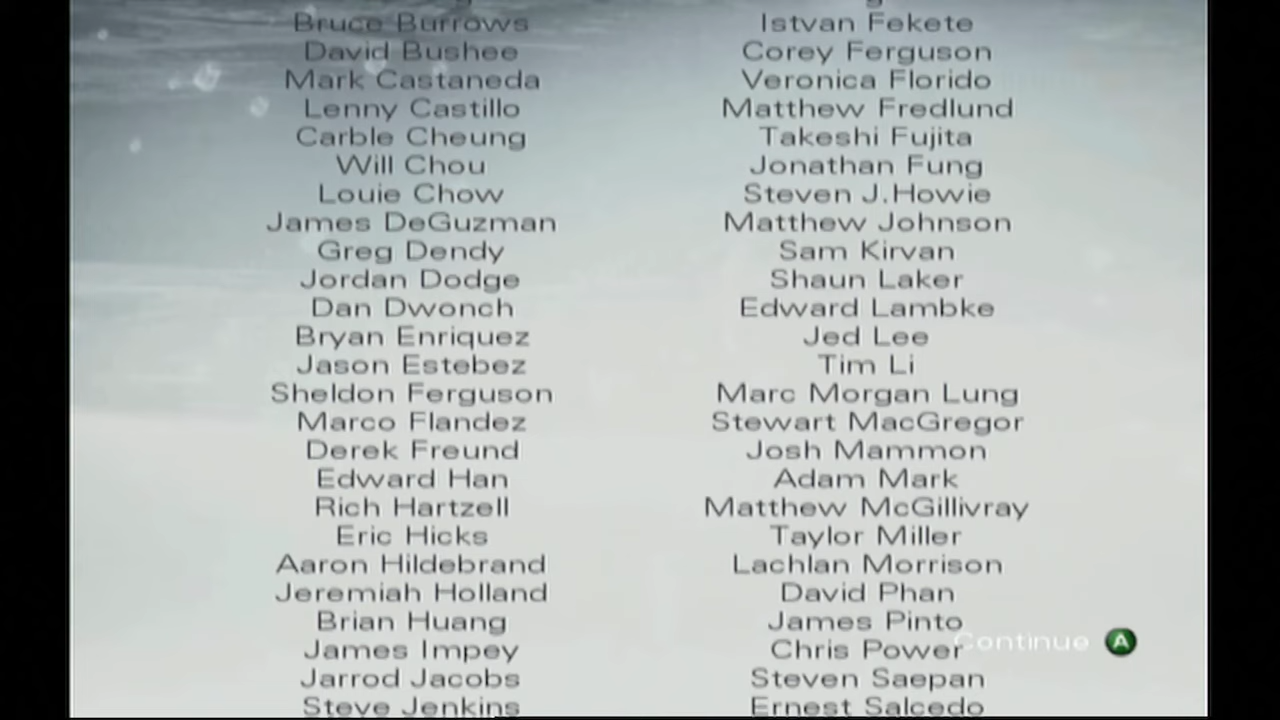 Bruce Burrows
David Bushee
Mark Castaneda
Lenny Castillo
Carble Cheung
Will Chou
Louie Chow
James DeGuzman
Greg Dendy
Jordan Dodge
Dan Dwonch
Bryan Enriquez
Jason Estebez
Sheldon Ferguson
Marco Flandez
Derek Freund
Edward Han
Rich Hartzell
Eric Hicks
Aaron Hildebrand
Jeremiah Holland
Brian Huang
James Impey
Jarrod Jacobs
Steve Jenkins
Istvan Fekete
Corey Ferguson
Veronica Florido
Matthew Fredlund
Takeshi Fujita
Jonathan Fung
Steven J.Howie
Matthew Johnson
Sam Kirvan
Shaun Laker
Edward Lambke
Jed Lee
Tim Li
Marc Morgan Lung
Stewart MacGregor
Josh Mammon
Adam Mark
Matthew McGillivray
Taylor Miller
Lachlan Morrison
David Phan
James Pinto
Chris Power
Steven Saepan
Ernest Salcedo
Continue A